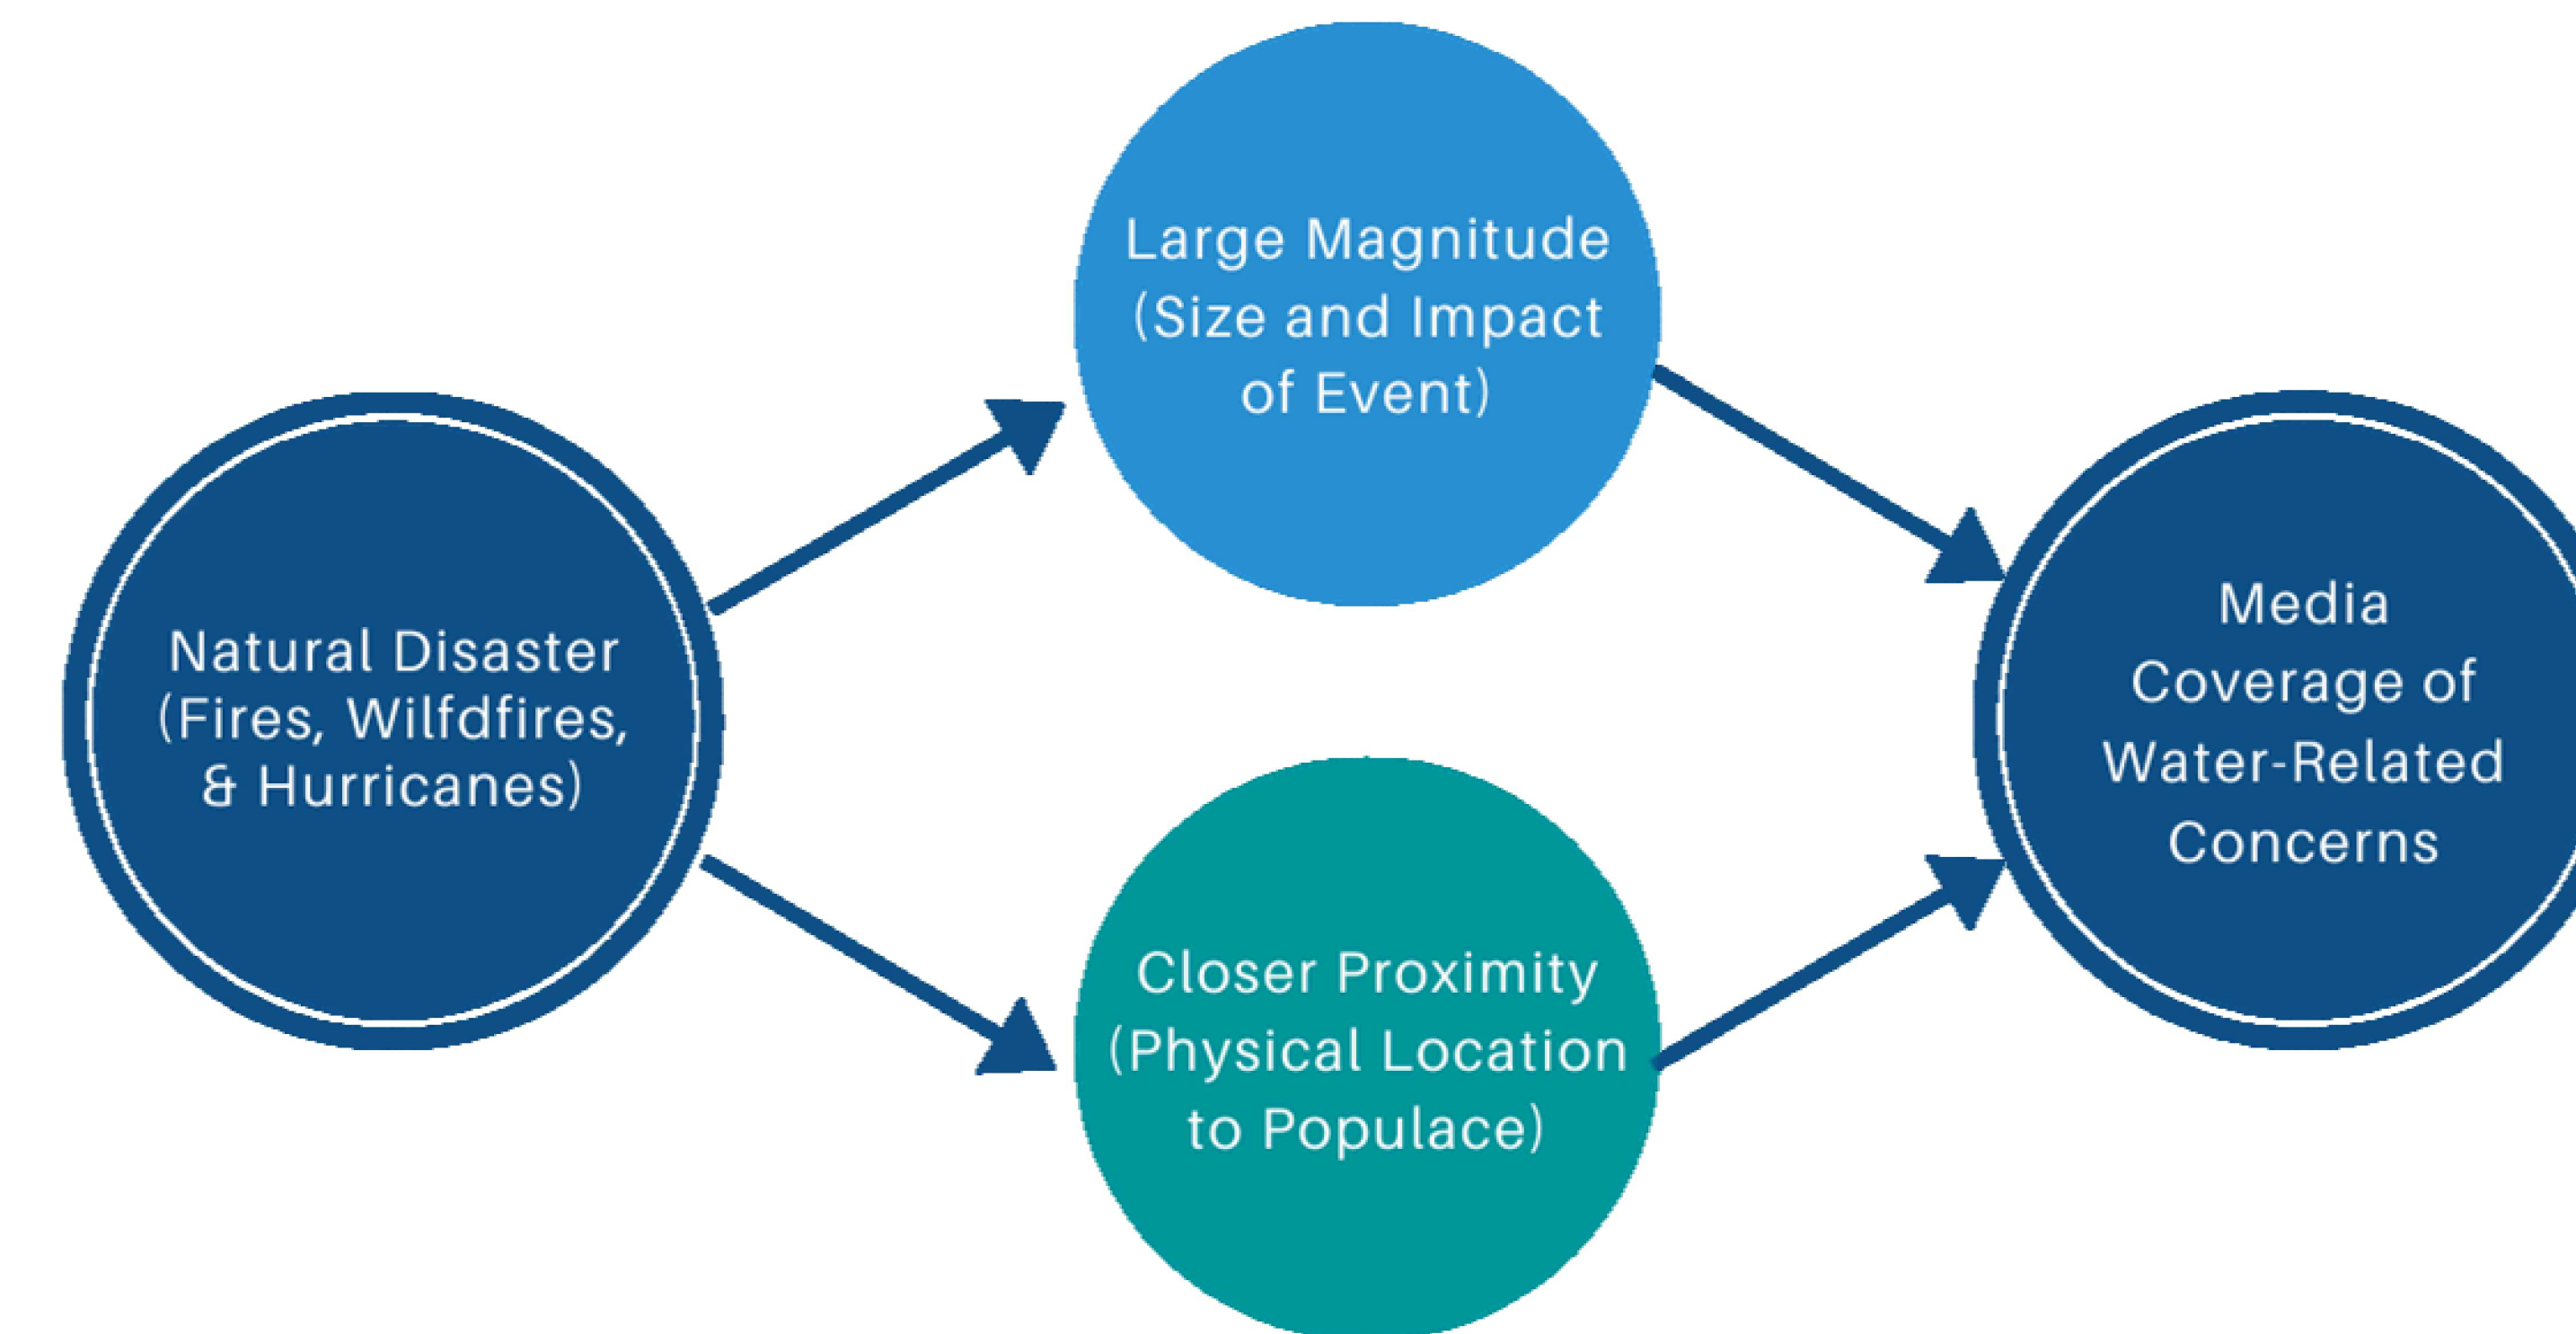 Large Magnitude
(Size and Impact
of Event)
Natural Disaster
(Fires, Wilfdfires,
& Hurricanes)
Media
Coverage of
Water-Related
Concerns
Closer Proximity
(Physical Location
to Populace)